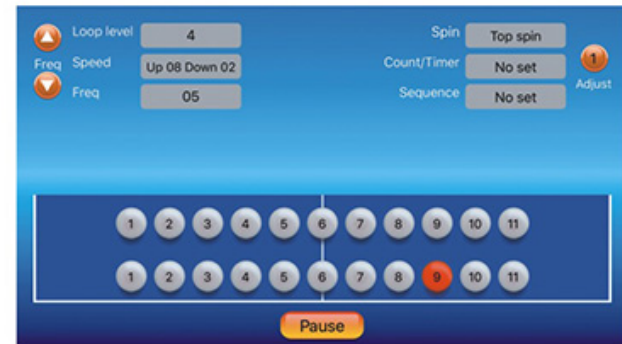 Loop level 4
Freq Speed Up 08 Down 02
Freq 05
Spin Top spin
Count/Timer No set
Sequence No set
1
Adjust
1 2 3 4 5 6 7 8 9 10 11
1 2 3 4 5 6 7 8 9 10 11
Pause